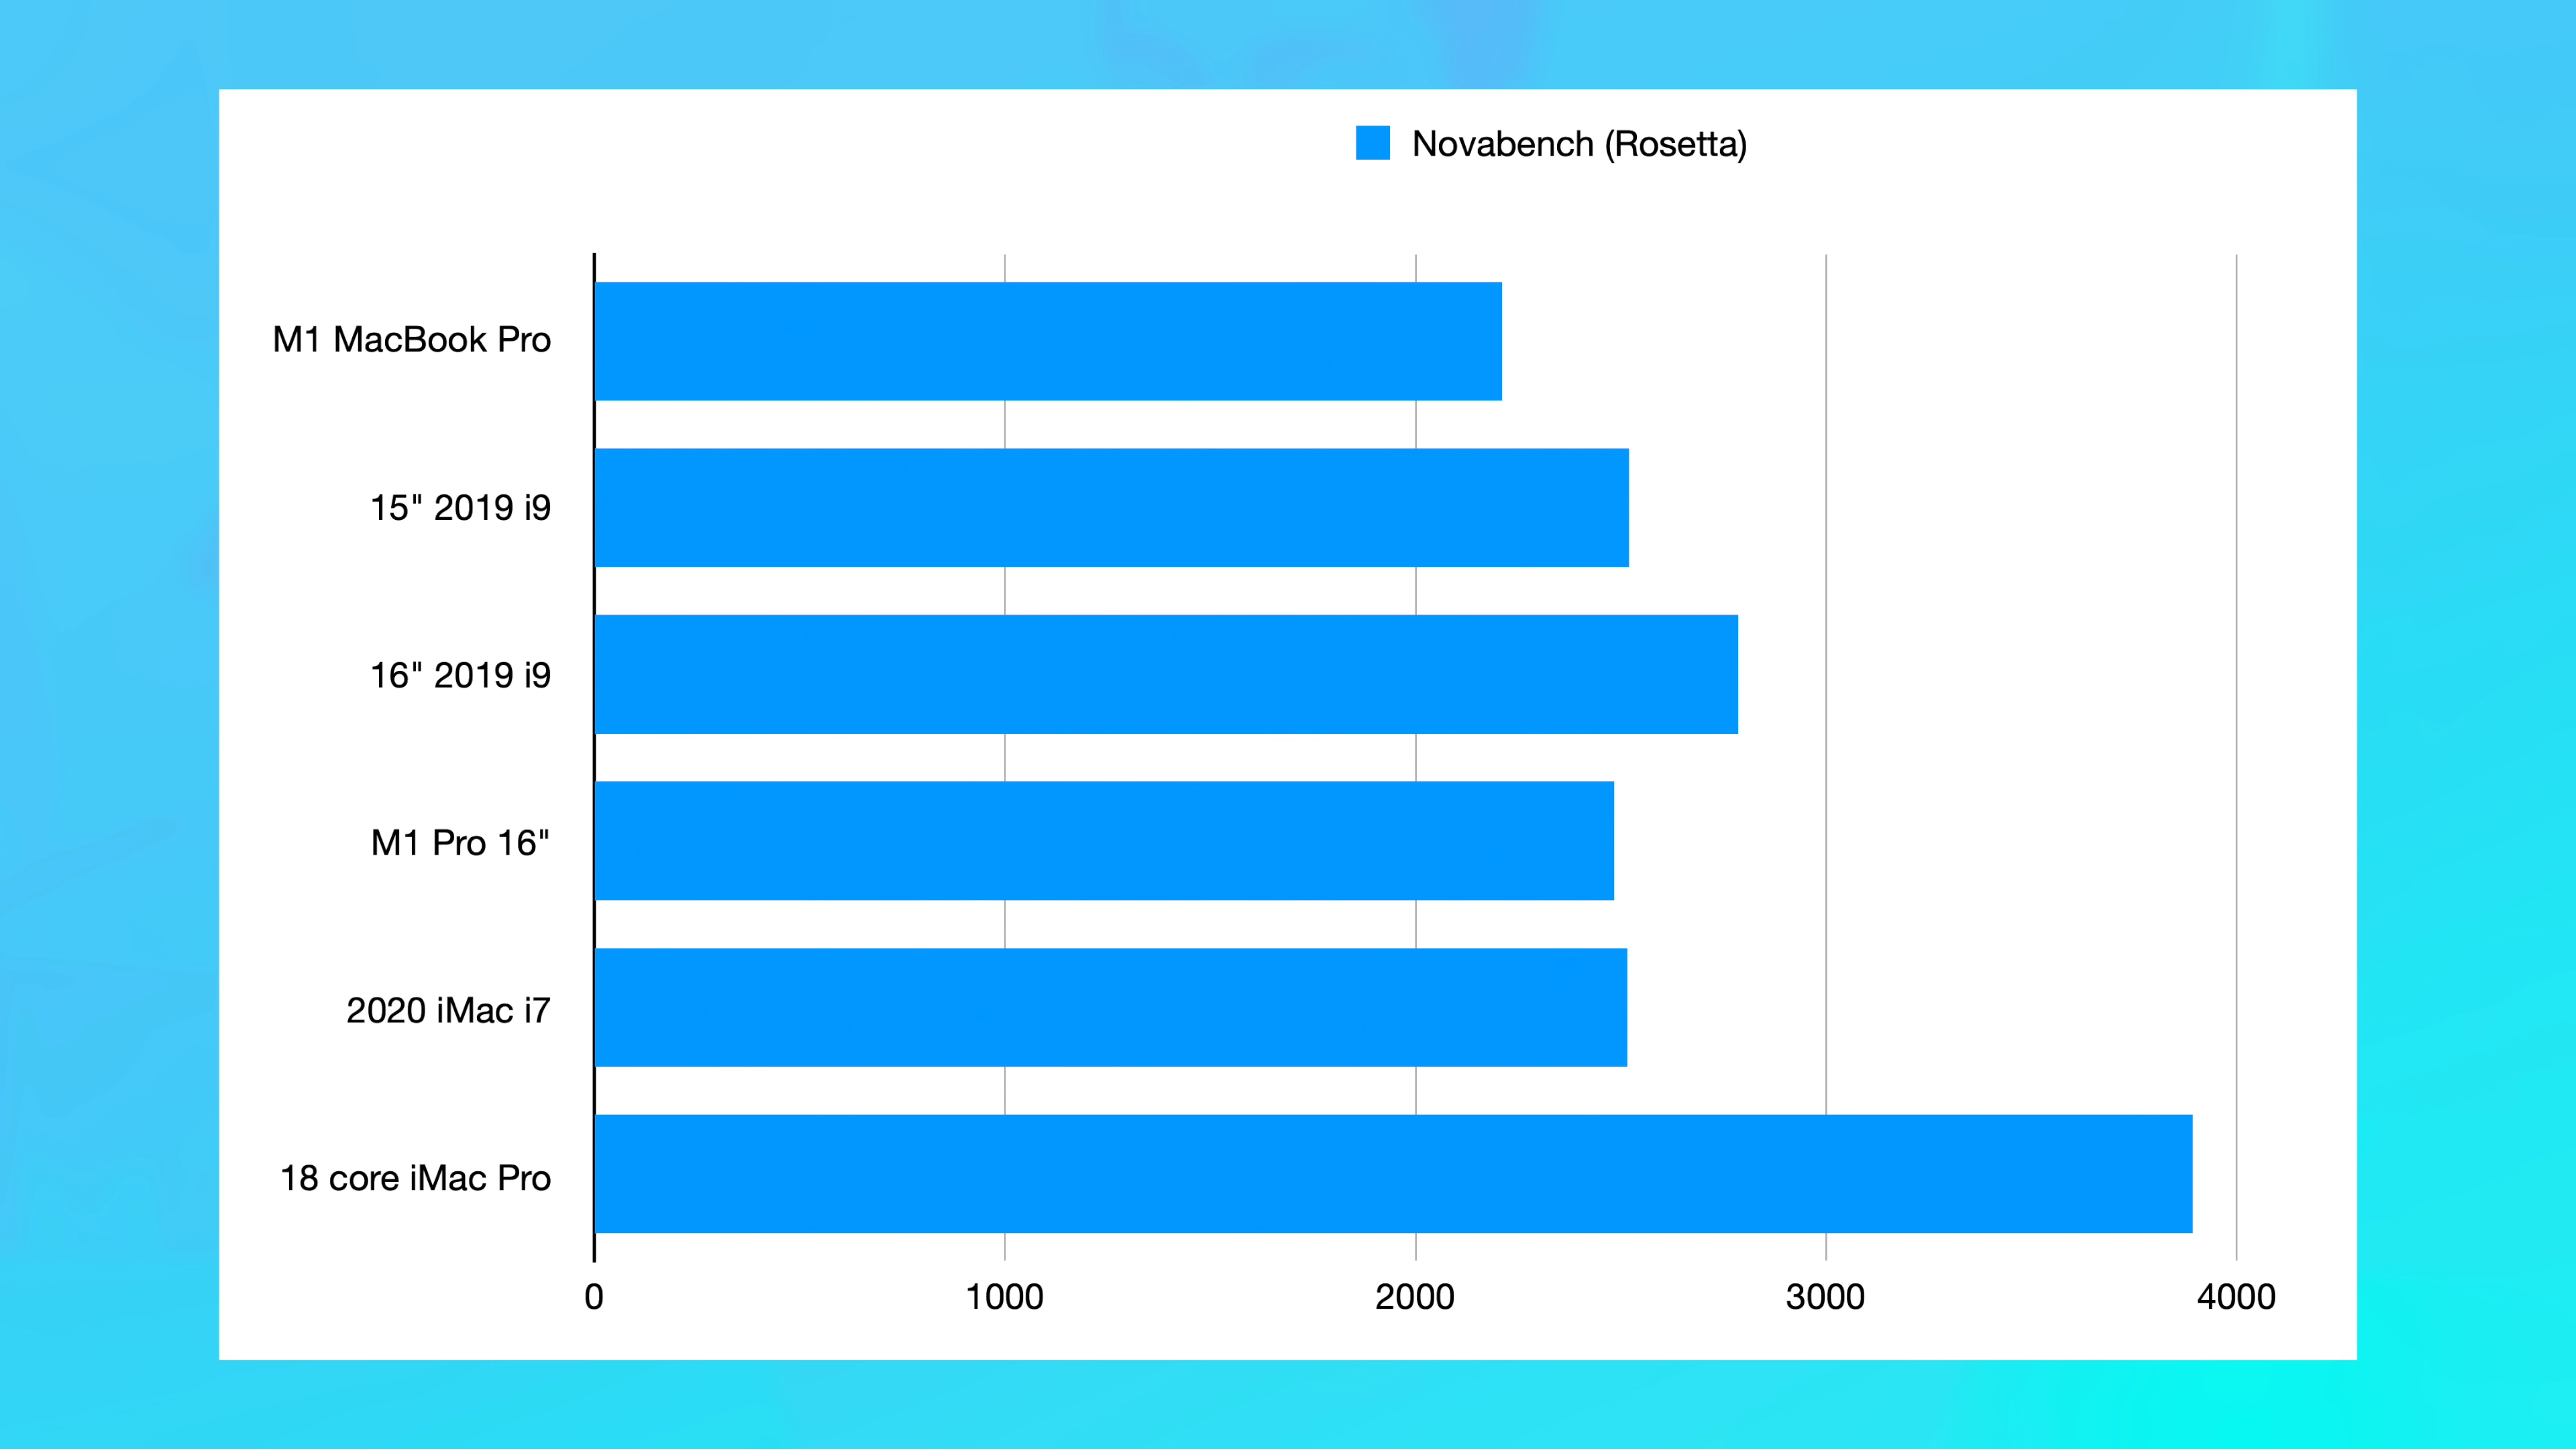 Novabench (Rosetta)
M1 MacBook Pro
15" 2019 i9
16" 2019 i9
M1 Pro 16"
2020 iMac i7
18 core iMac Pro
0 1000 2000 3000 4000